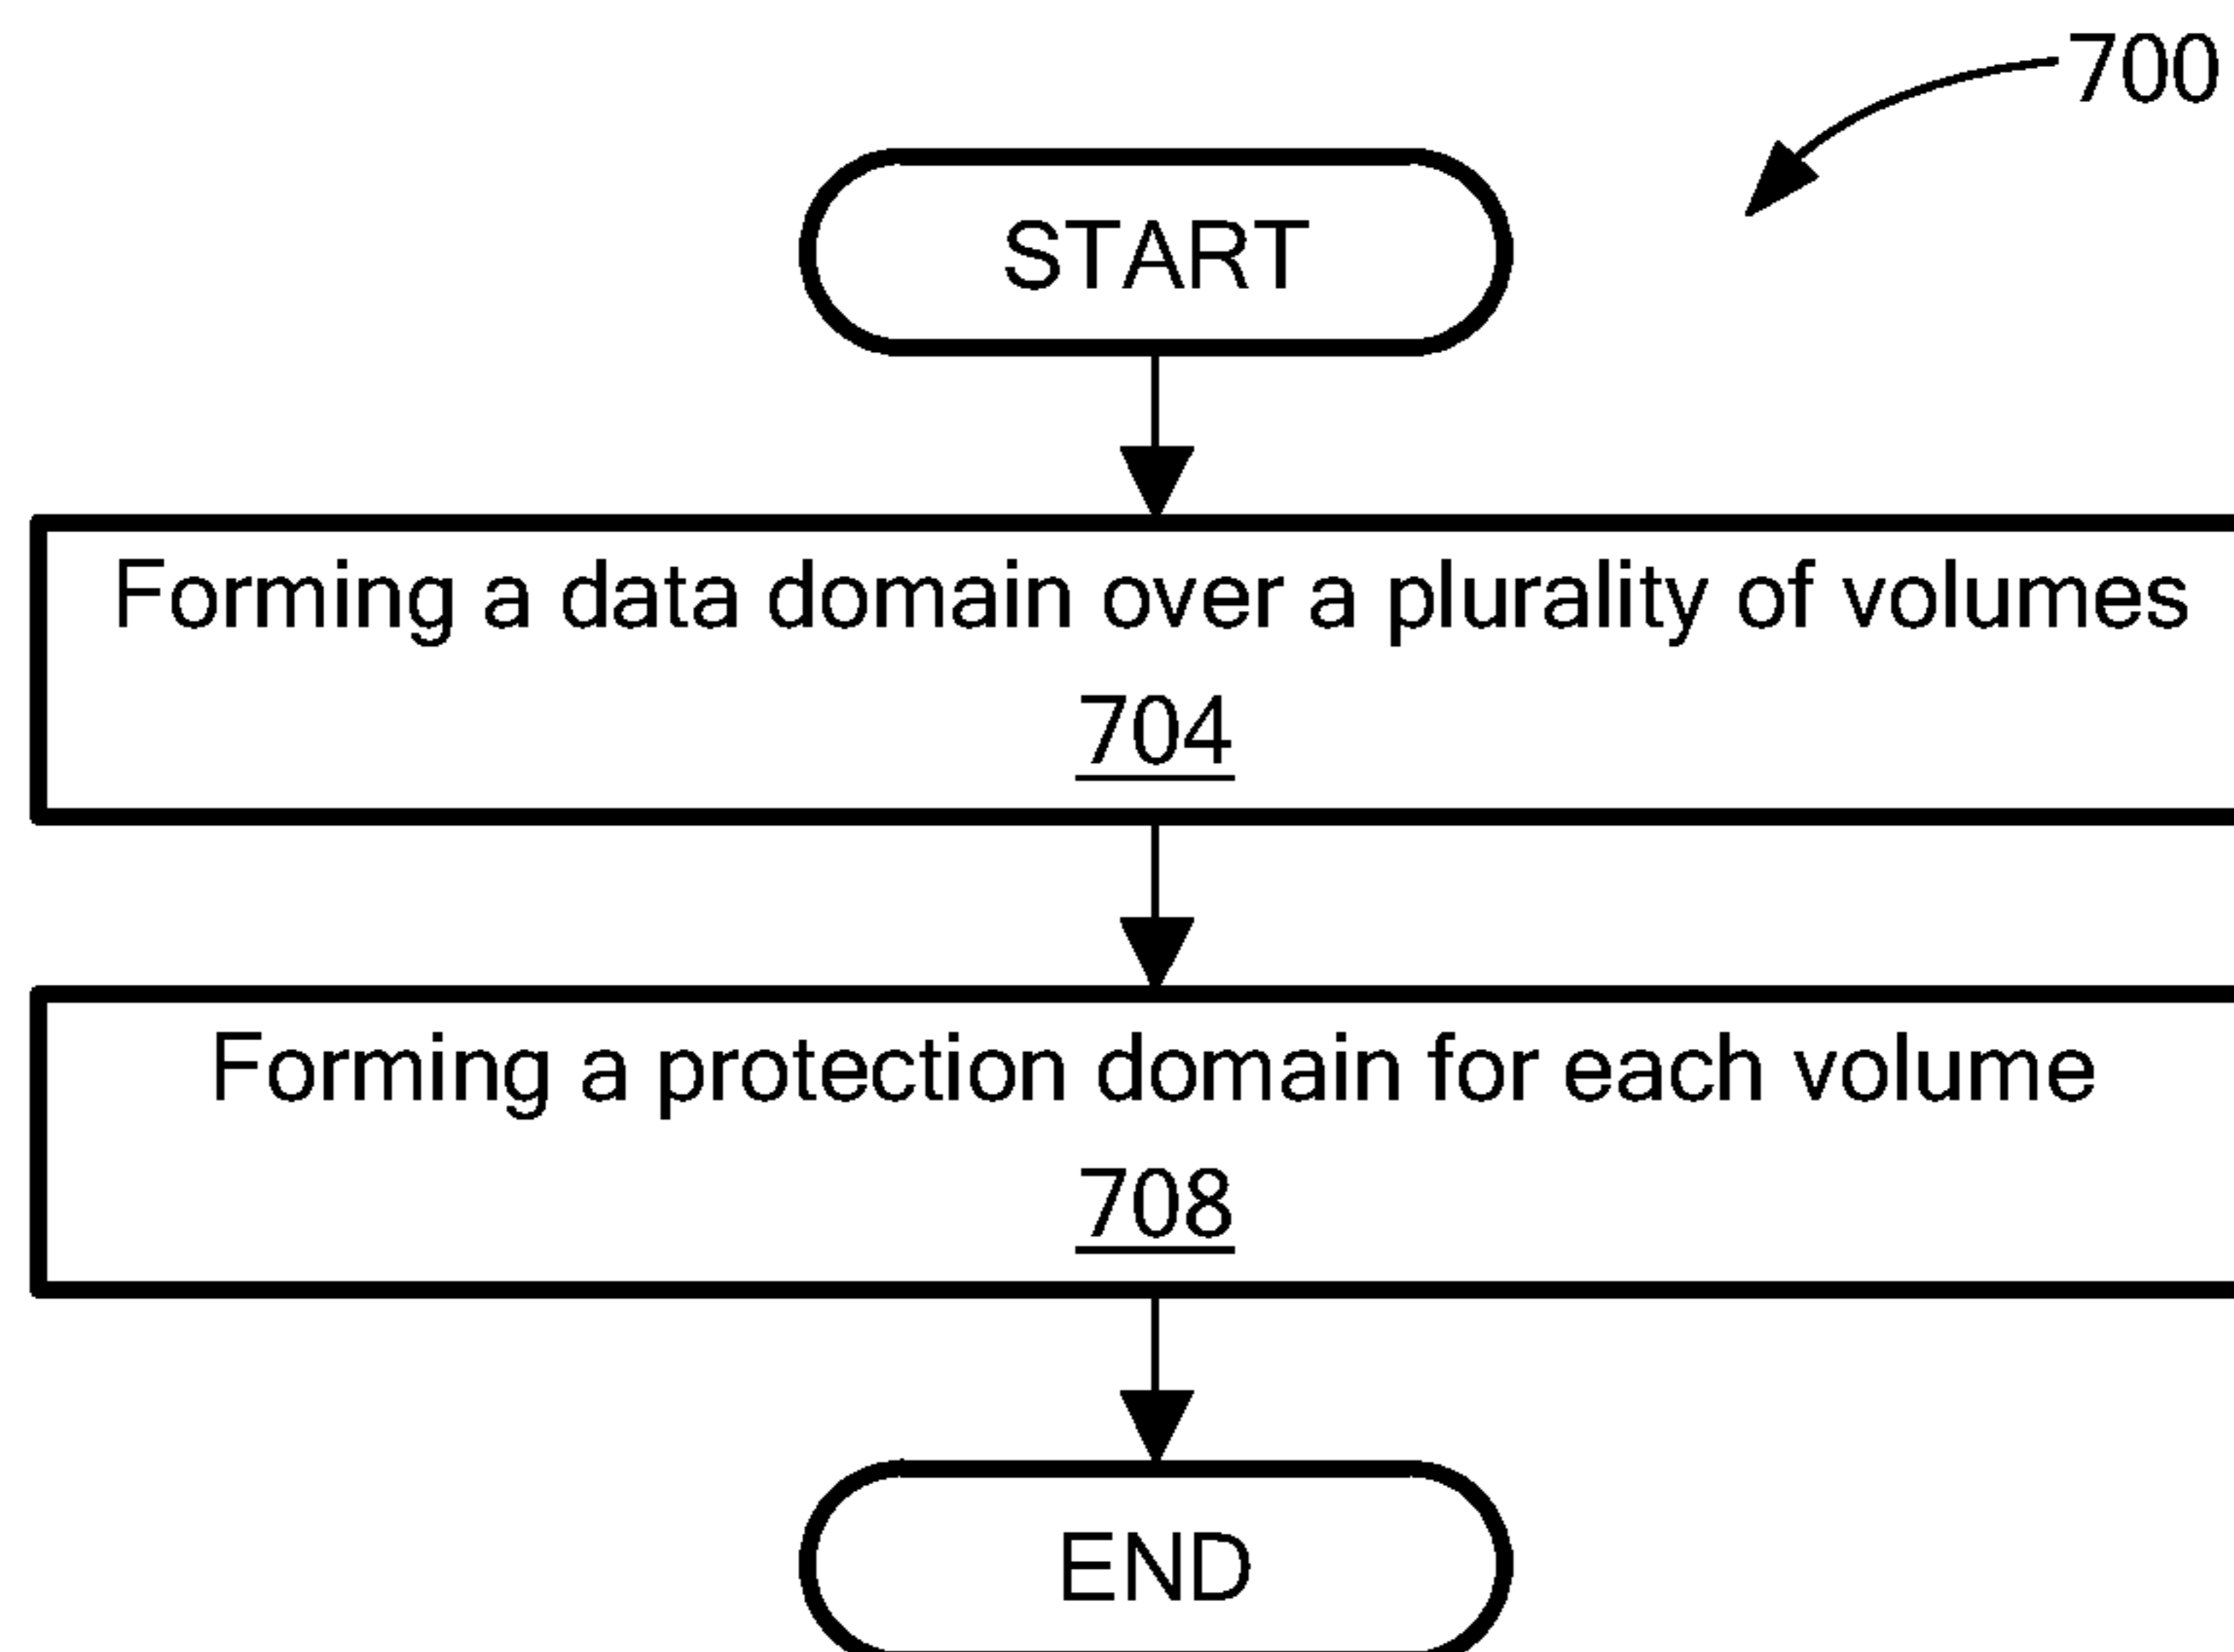 700
START
Forming a data domain over a plurality of volumes
704
Forming a protection domain for each volume
708
END